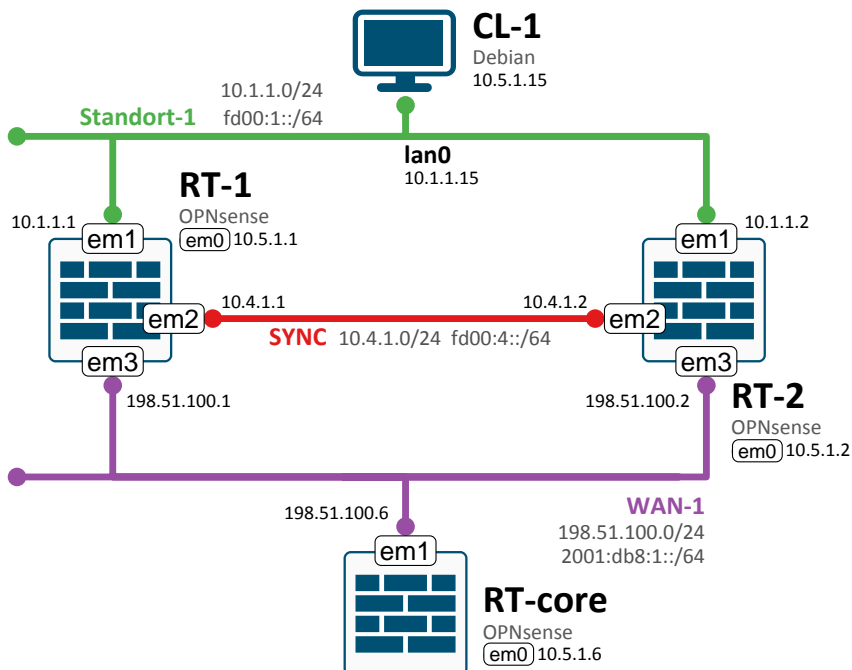 CL-1
Debian
10.5.1.15
10.1.1.0/24
Standort-1 fd00:1::/64
lan0
10.1.1.15
RT-1
OPNsense
em0 10.5.1.1
10.1.1.1
em1
10.1.1.2
em1
em2
10.4.1.1
10.4.1.2
em2
SYNC 10.4.1.0/24 fd00:4::/64
em3
198.51.100.1
em3
198.51.100.2
RT-2
OPNsense
em0 10.5.1.2
WAN-1
198.51.100.0/24
2001:db8:1::/64
198.51.100.6
em1
RT-core
OPNsense
em0 10.5.1.6